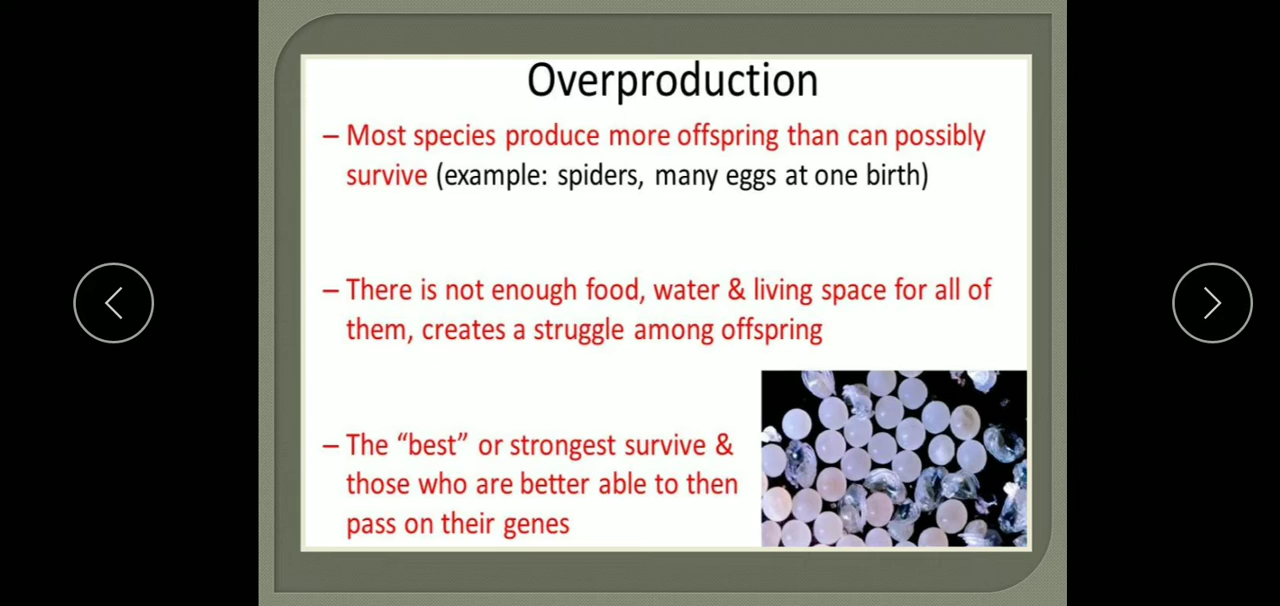 Overproduction
– Most species produce more offspring than can possibly
survive (example: spiders, many eggs at one birth)
– There is not enough food, water & living space for all of
them, creates a struggle among offspring
– The “best” or strongest survive &
those who are better able to then
pass on their genes